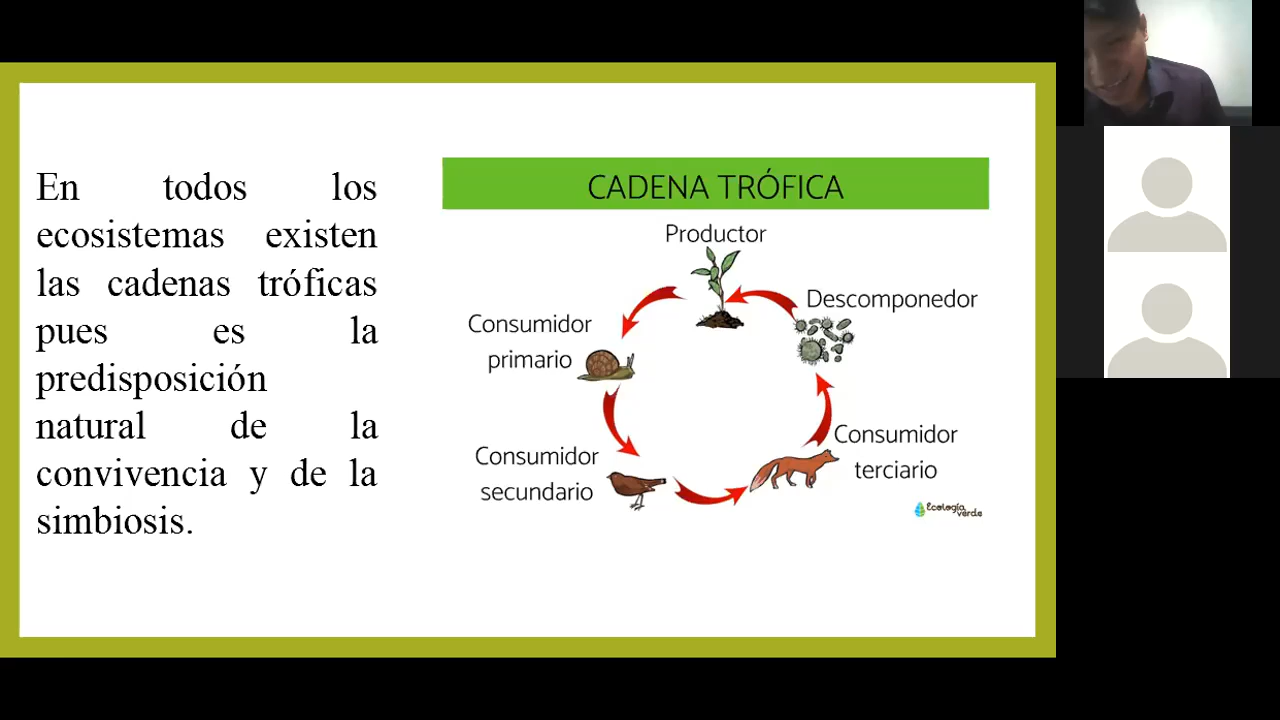 En todos los
ecosistemas existen
las cadenas tróficas
pues es la
predisposición
natural de la
convivencia y de la
simbiosis.
CADENA TRÓFICA
Productor
Descomponedor
Consumidor
primario
Consumidor
terciario
Consumidor
secundario
Ecología
verde